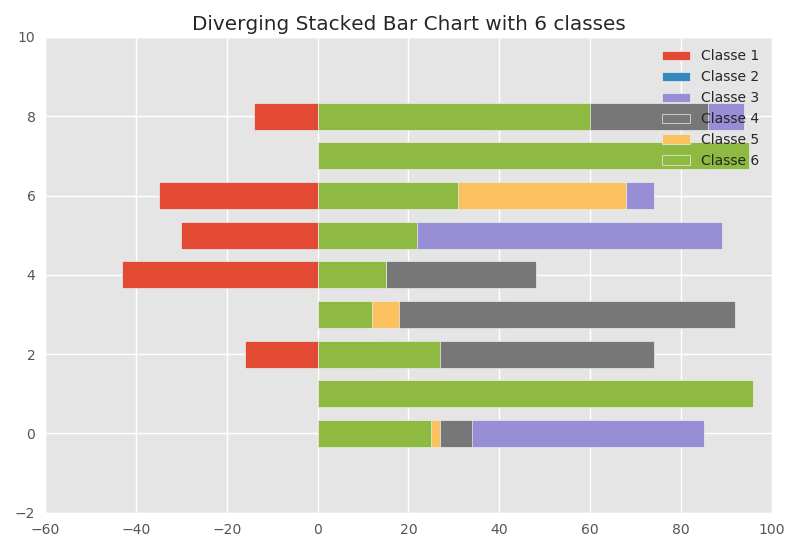 Diverging Stacked Bar Chart with 6 classes
10
8
6
4
2
0
−2
−60 −40 −20 0 20 40 60 80 100
Classe 1
Classe 2
Classe 3
Classe 4
Classe 5
Classe 6